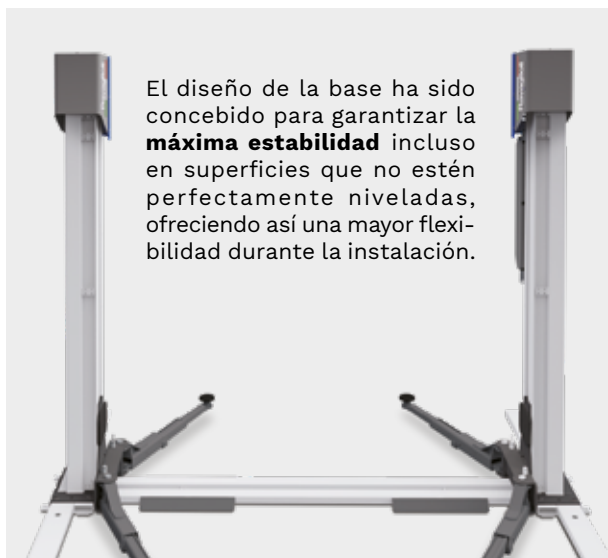 El diseño de la base ha sido
concebido para garantizar la
máxima estabilidad incluso
en superficies que no estén
perfectamente niveladas,
ofreciendo así una mayor flexi-
bilidad durante la instalación.